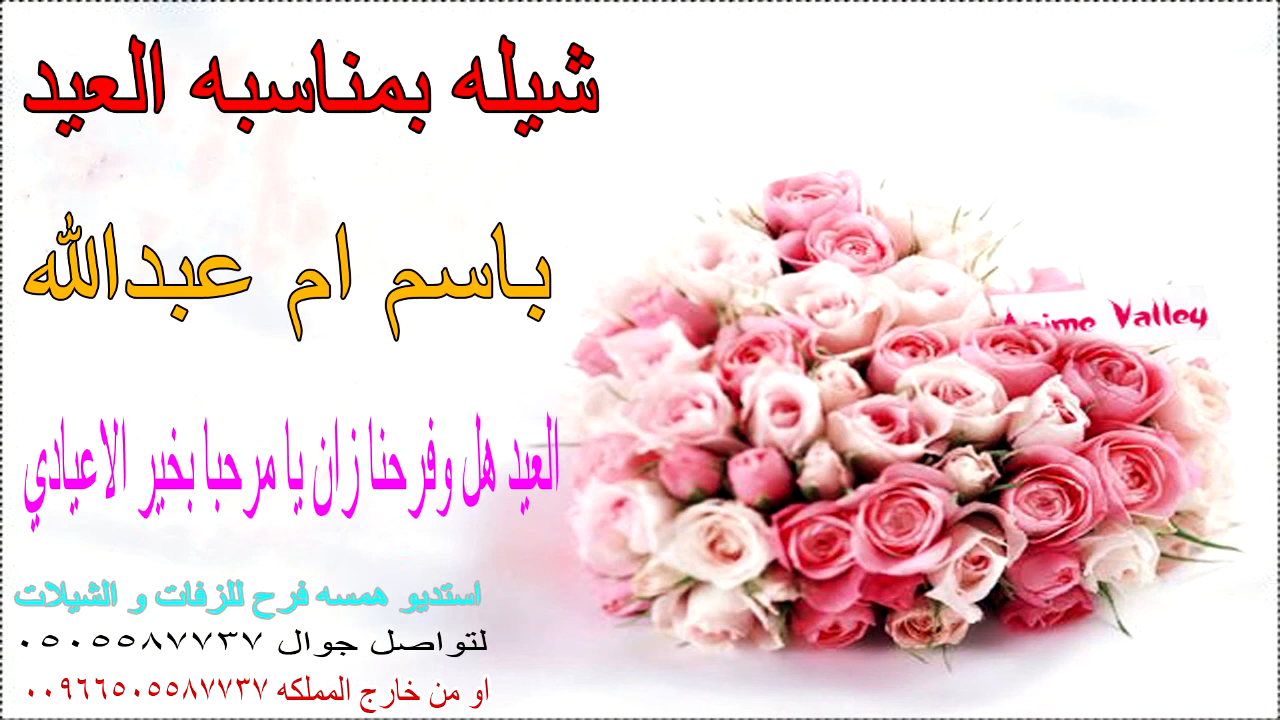 شيله بمناسبه العيد
باسم ام عبدالله
Anime Valley
العيد هل وفرحنا زان يا مرحبا بخير الاعيادي
استديو همسه فرح للزفات و الشيلات
لتواصل جوال ٠٥٠٥٥٨٧٧٣٧
او من خارج المملكه ٠٠٩٦٦٥٠٥٥٨٧٧٣٧